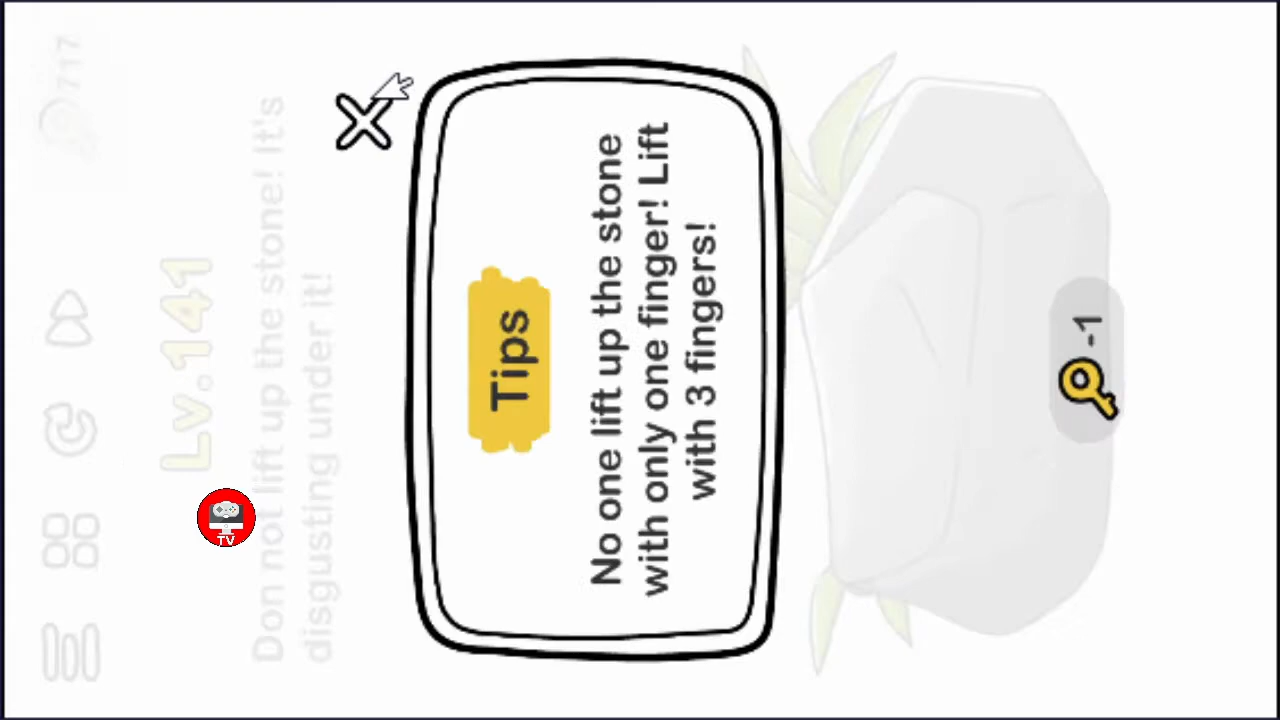 717
Lv.141
Don not lift up the stone! It's
disgusting under it!
Tips
No one lift up the stone
with only one finger! Lift
with 3 fingers!
-1
TV